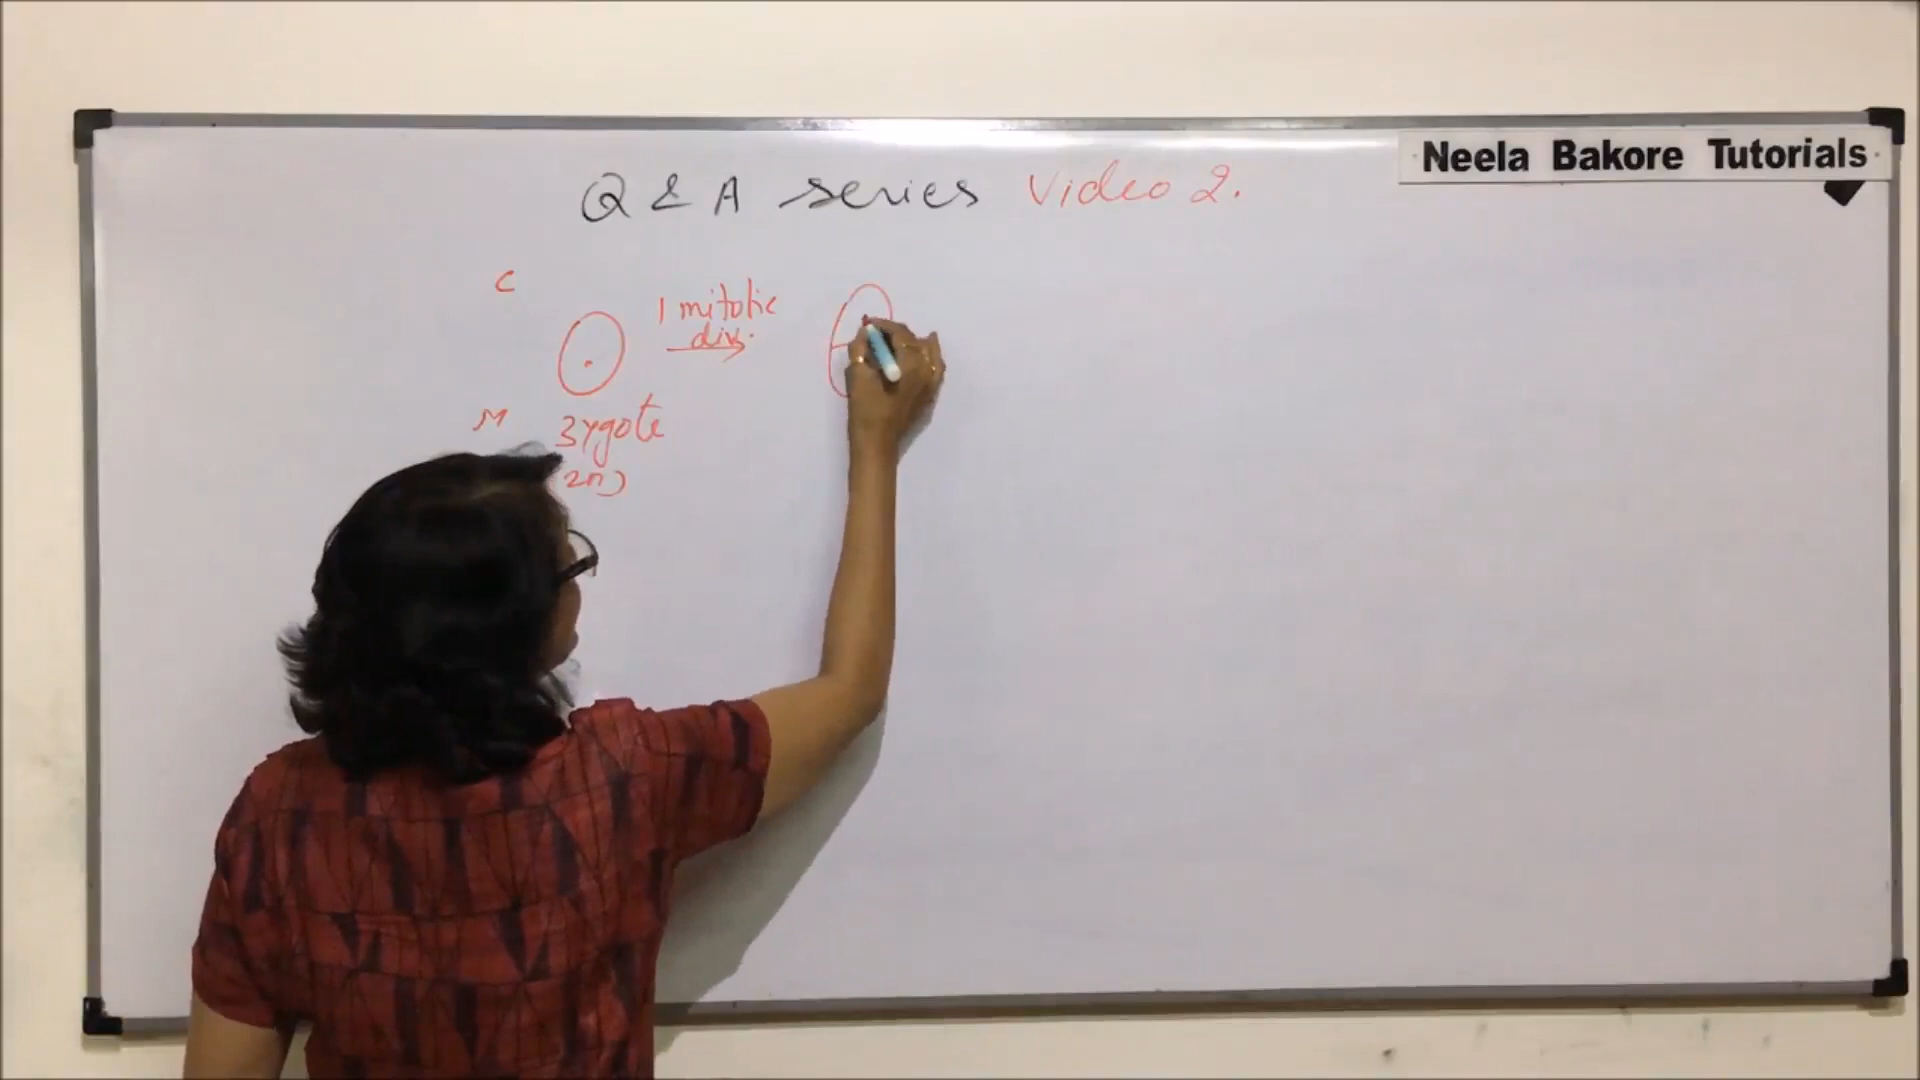 Neela Bakore Tutorials
Q & A series Video 2.
C
1 mitotic
div.
M
zygote
2n)